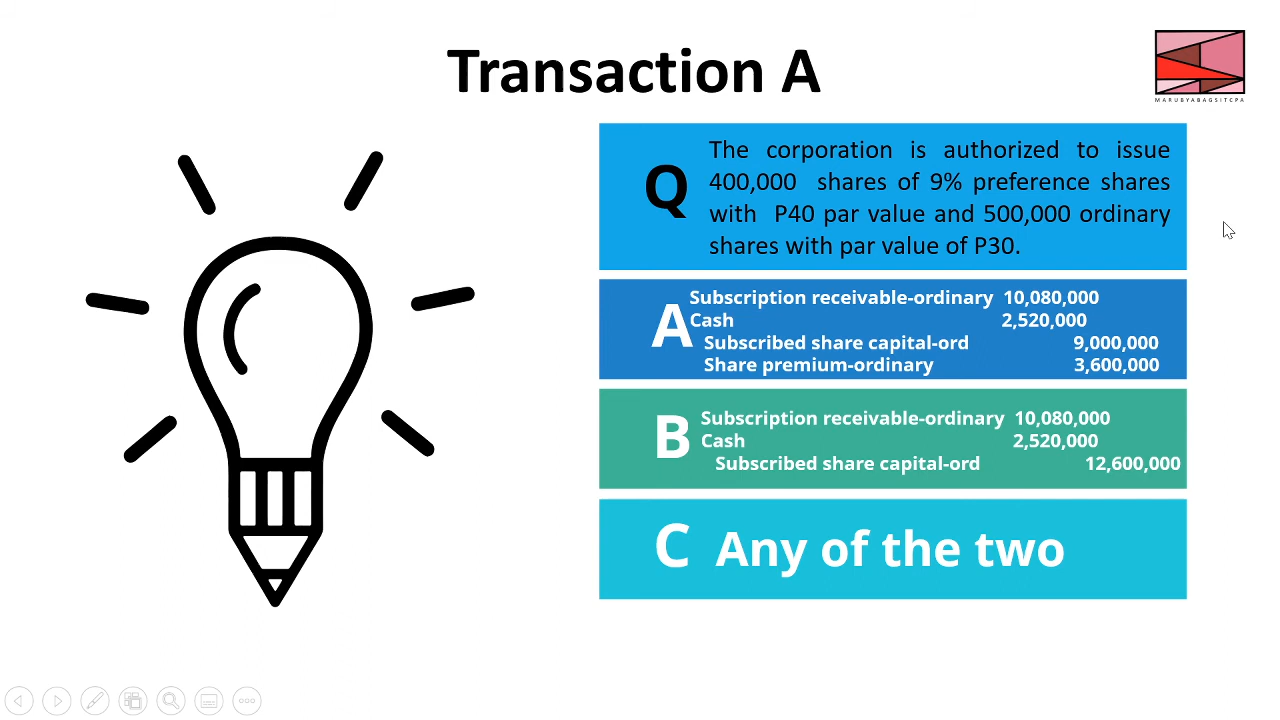 Transaction A
MARUBYABAGSITCPA
Q
The corporation is authorized to issue
400,000 shares of 9% preference shares
with P40 par value and 500,000 ordinary
shares with par value of P30.
A
Subscription receivable-ordinary 10,080,000
Cash 2,520,000
Subscribed share capital-ord 9,000,000
Share premium-ordinary 3,600,000
B
Subscription receivable-ordinary 10,080,000
Cash 2,520,000
Subscribed share capital-ord 12,600,000
C Any of the two